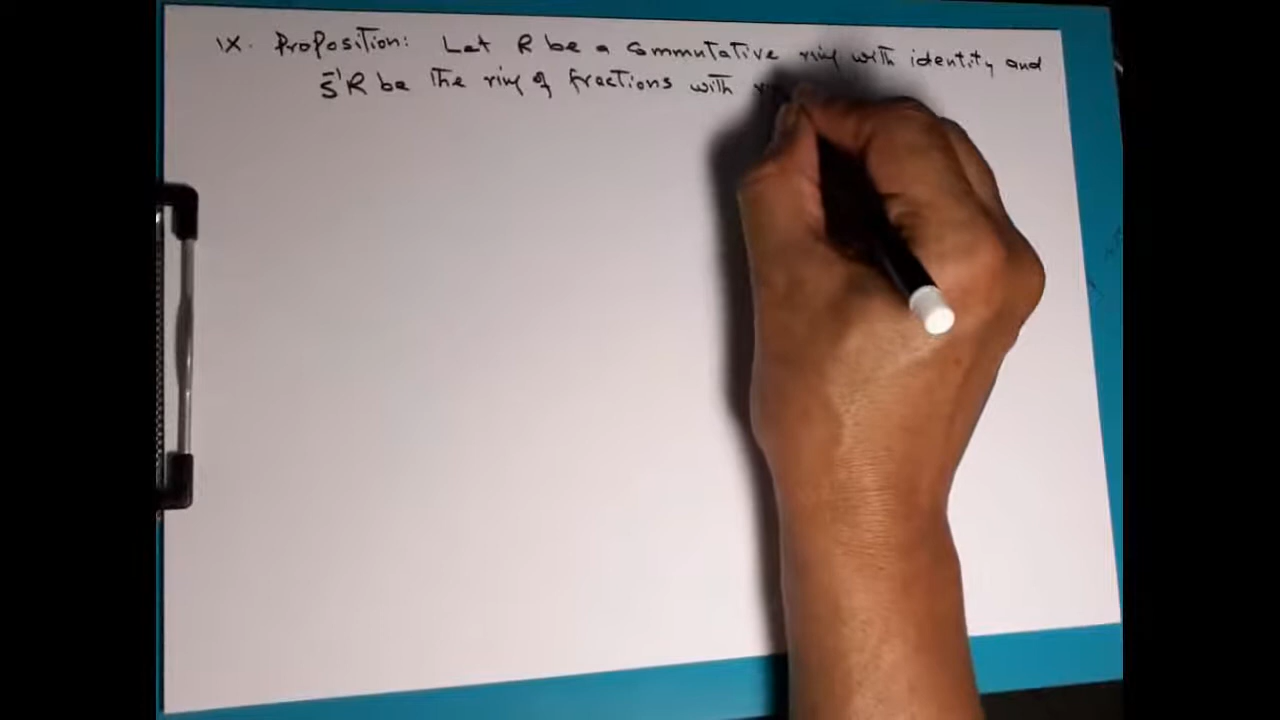 IX. Proposition: Let R be a commutative ring with identity and
S⁻¹R be the ring of fractions with